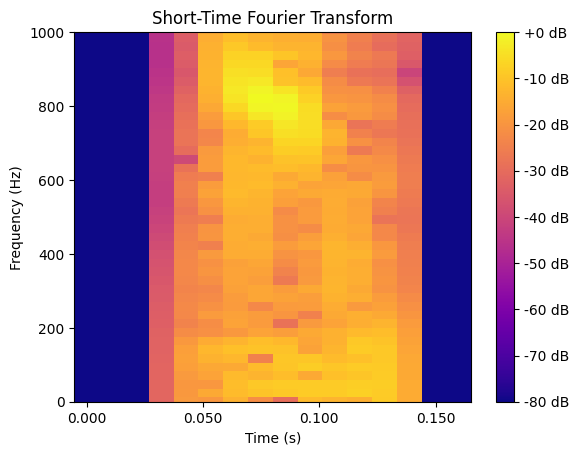 Short-Time Fourier Transform
1000
800
600
400
200
0
Frequency (Hz)
0.000
0.050
0.100
0.150
Time (s)
+0 dB
-10 dB
-20 dB
-30 dB
-40 dB
-50 dB
-60 dB
-70 dB
-80 dB